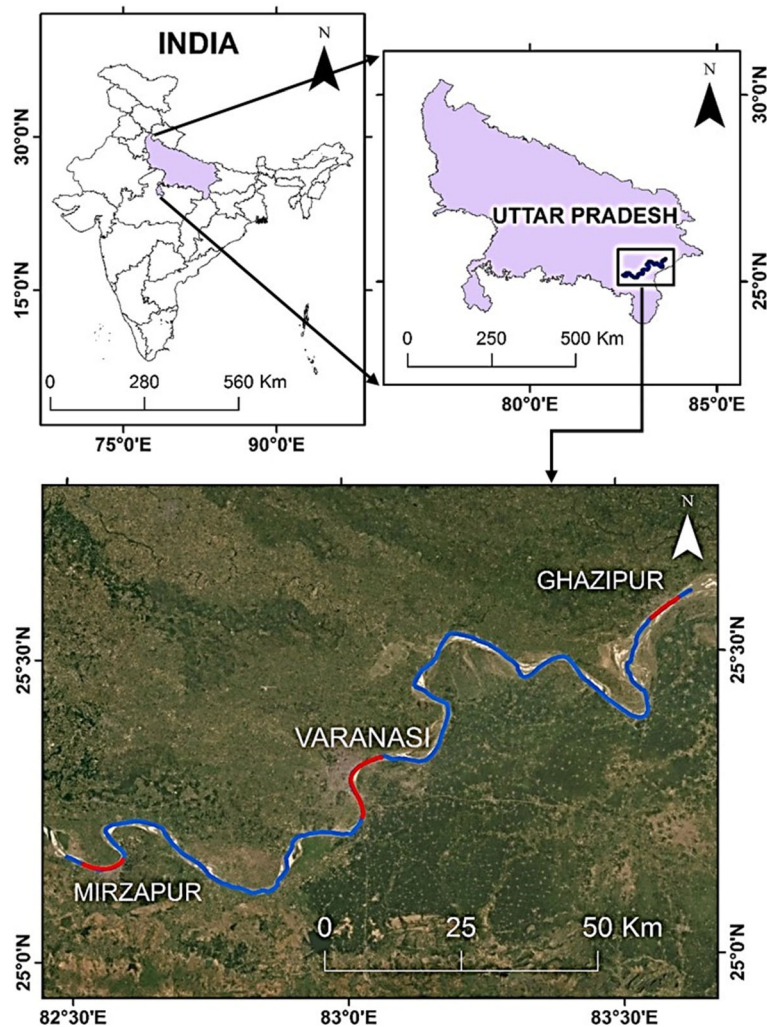 INDIA
N
30°0'N
15°0'N
0 280 560 Km
75°0'E 90°0'E
N
30°0'N
UTTAR PRADESH
25°0'N
0 250 500 Km
80°0'E 85°0'E
N
GHAZIPUR
25°30'N 25°30'N
VARANASI
MIRZAPUR
0 25 50 Km
25°0'N 25°0'N
82°30'E 83°0'E 83°30'E